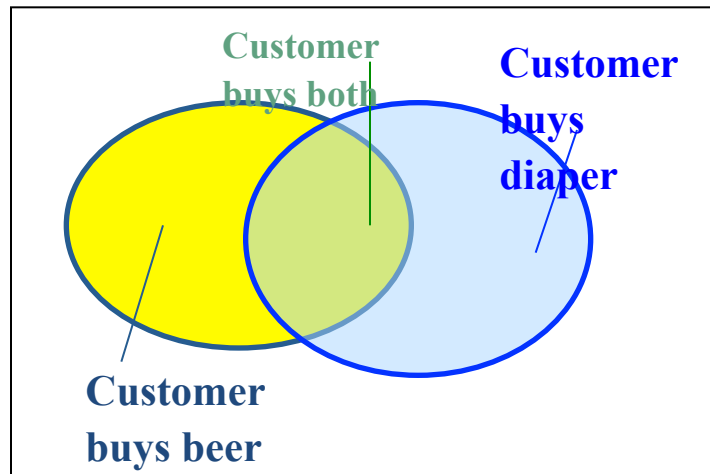 Customer
buys both
Customer
buys
diaper
Customer
buys beer